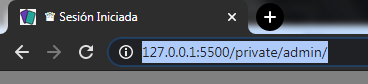 Sesión Iniciada
127.0.0.1:5500/private/admin/